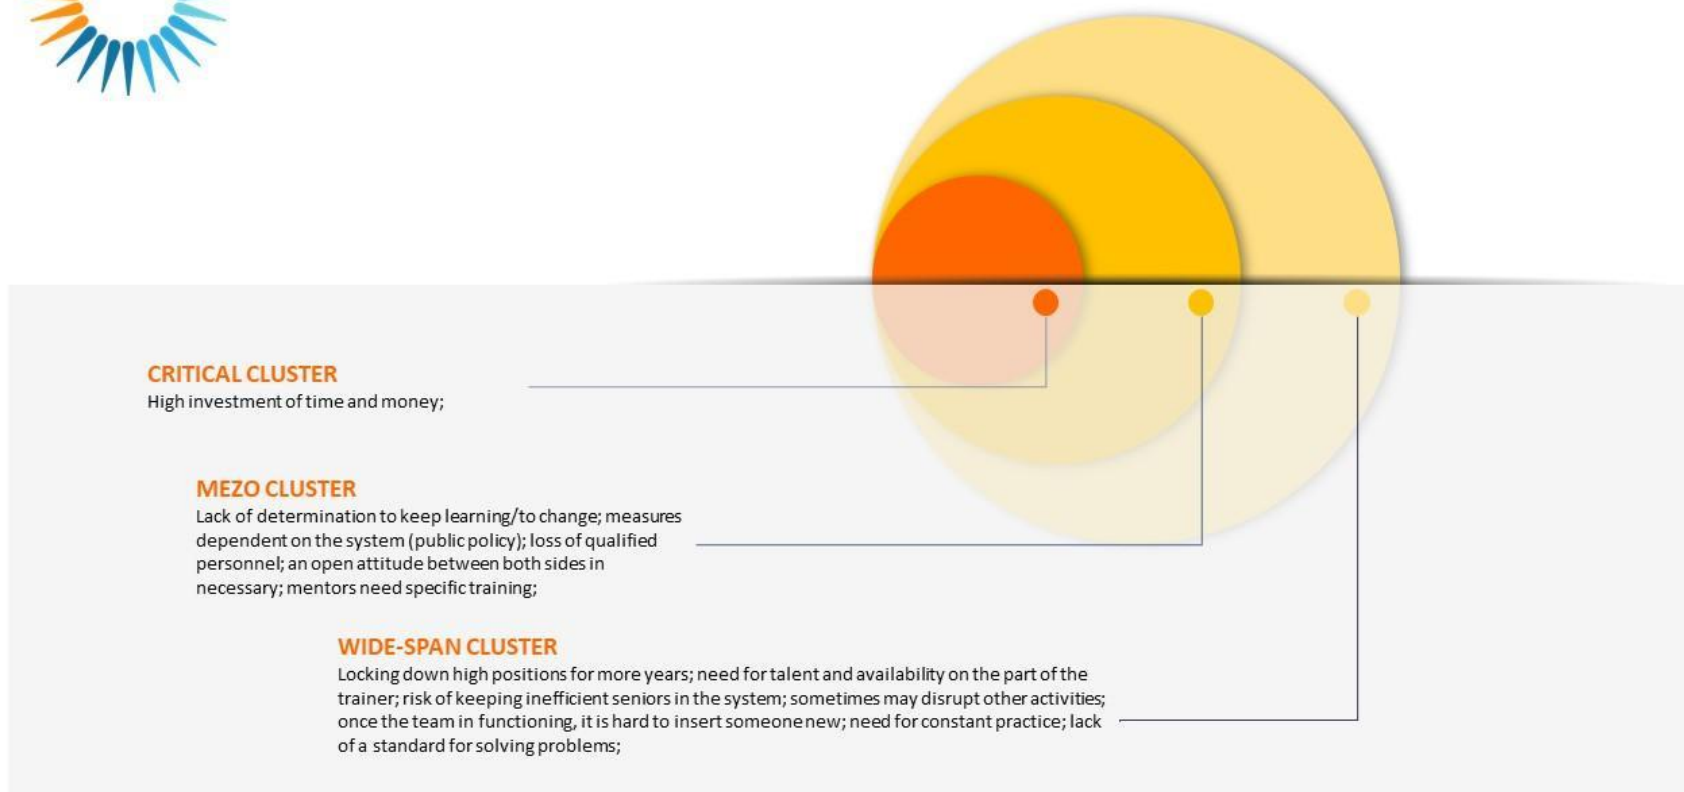 CRITICAL CLUSTER
High investment of time and money;
MEZO CLUSTER
Lack of determination to keep learning/to change; measures
dependent on the system (public policy); loss of qualified
personnel; an open attitude between both sides in
necessary; mentors need specific training;
WIDE-SPAN CLUSTER
Locking down high positions for more years; need for talent and availability on the part of the
trainer; risk of keeping inefficient seniors in the system; sometimes may disrupt other activities;
once the team in functioning, it is hard to insert someone new; need for constant practice; lack
of a standard for solving problems;